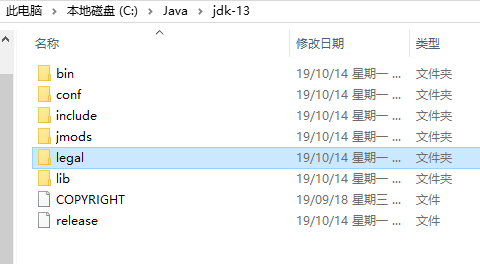 此电脑 > 本地磁盘 (C:) > Java > jdk-13
名称 修改日期 类型
bin 19/10/14 星期一 ... 文件夹
conf 19/10/14 星期一 ... 文件夹
include 19/10/14 星期一 ... 文件夹
jmods 19/10/14 星期一 ... 文件夹
legal 19/10/14 星期一 ... 文件夹
lib 19/10/14 星期一 ... 文件夹
COPYRIGHT 19/09/18 星期三 ... 文件
release 19/10/14 星期一 ... 文件